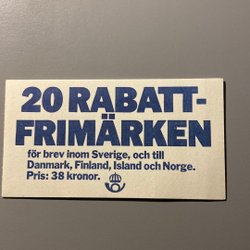 20 RABATT-
FRIMÄRKEN
för brev inom Sverige, och till
Danmark, Finland, Island och Norge.
Pris: 38 kronor.